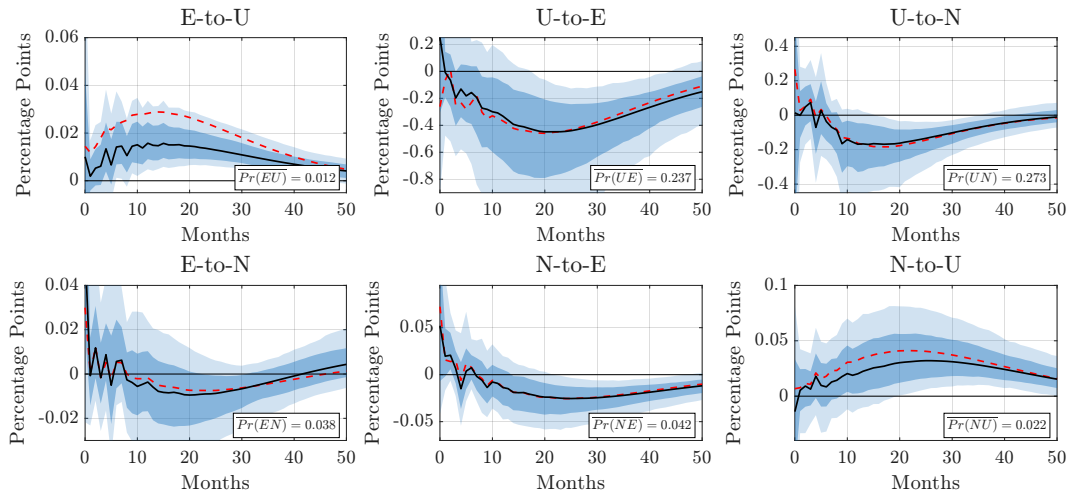 E-to-U
U-to-E
U-to-N
Percentage Points
0.06
0.04
0.02
0
$\overline{Pr(EU)} = 0.012$
0 10 20 30 40 50
Months
Percentage Points
0.2
0
-0.2
-0.4
-0.6
-0.8
$\overline{Pr(UE)} = 0.237$
0 10 20 30 40 50
Months
Percentage Points
0.4
0.2
0
-0.2
-0.4
$\overline{Pr(UN)} = 0.273$
0 10 20 30 40 50
Months
E-to-N
N-to-E
N-to-U
Percentage Points
0.04
0.02
0
-0.02
$\overline{Pr(EN)} = 0.038$
0 10 20 30 40 50
Months
Percentage Points
0.05
0
-0.05
$\overline{Pr(NE)} = 0.042$
0 10 20 30 40 50
Months
Percentage Points
0.1
0.05
0
$\overline{Pr(NU)} = 0.022$
0 10 20 30 40 50
Months